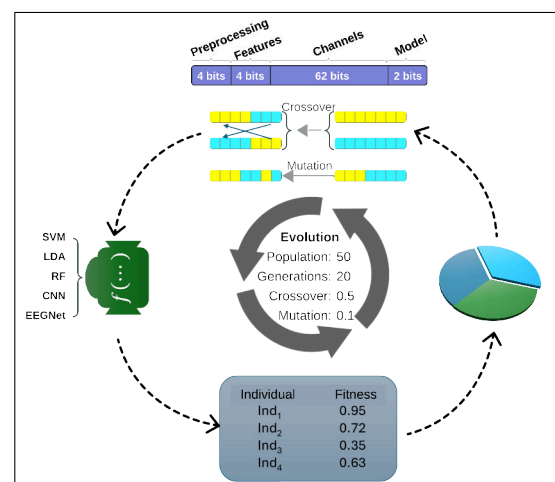 Preprocessing
Features
Channels
Model
4 bits 4 bits 62 bits 2 bits
Crossover
Mutation
Evolution
Population: 50
Generations: 20
Crossover: 0.5
Mutation: 0.1
SVM
LDA
RF
CNN
EEGNet
f(···)
Individual Fitness
Ind₁ 0.95
Ind₂ 0.72
Ind₃ 0.35
Ind₄ 0.63